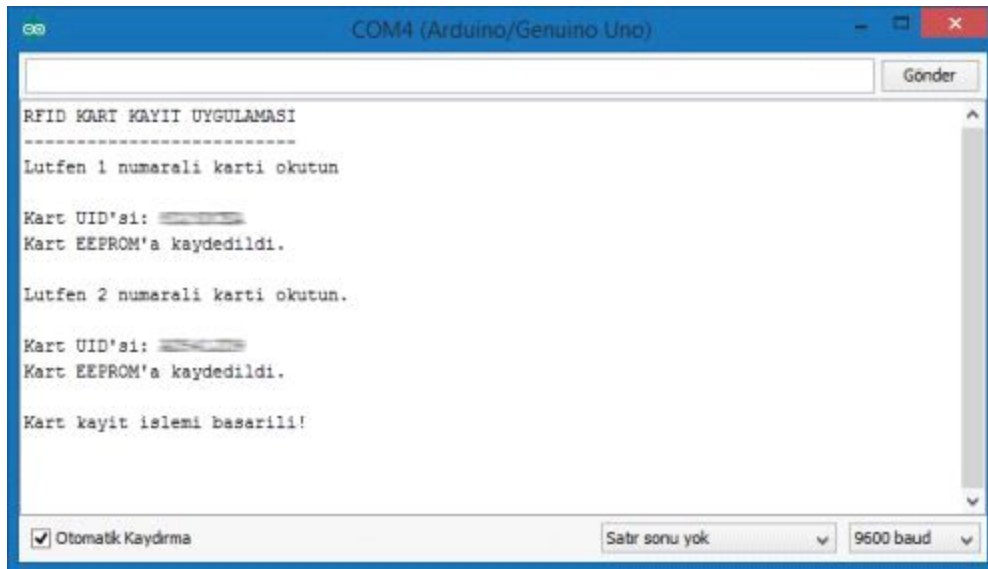 COM4 (Arduino/Genuino Uno)
Gönder
RFID KART KAYIT UYGULAMASI
--------------------------
Lutfen 1 numarali karti okutun
Kart UID'si:
Kart EEPROM'a kaydedildi.
Lutfen 2 numarali karti okutun.
Kart UID'si:
Kart EEPROM'a kaydedildi.
Kart kayit islemi basarili!
Otomatik Kaydırma
Satır sonu yok
9600 baud